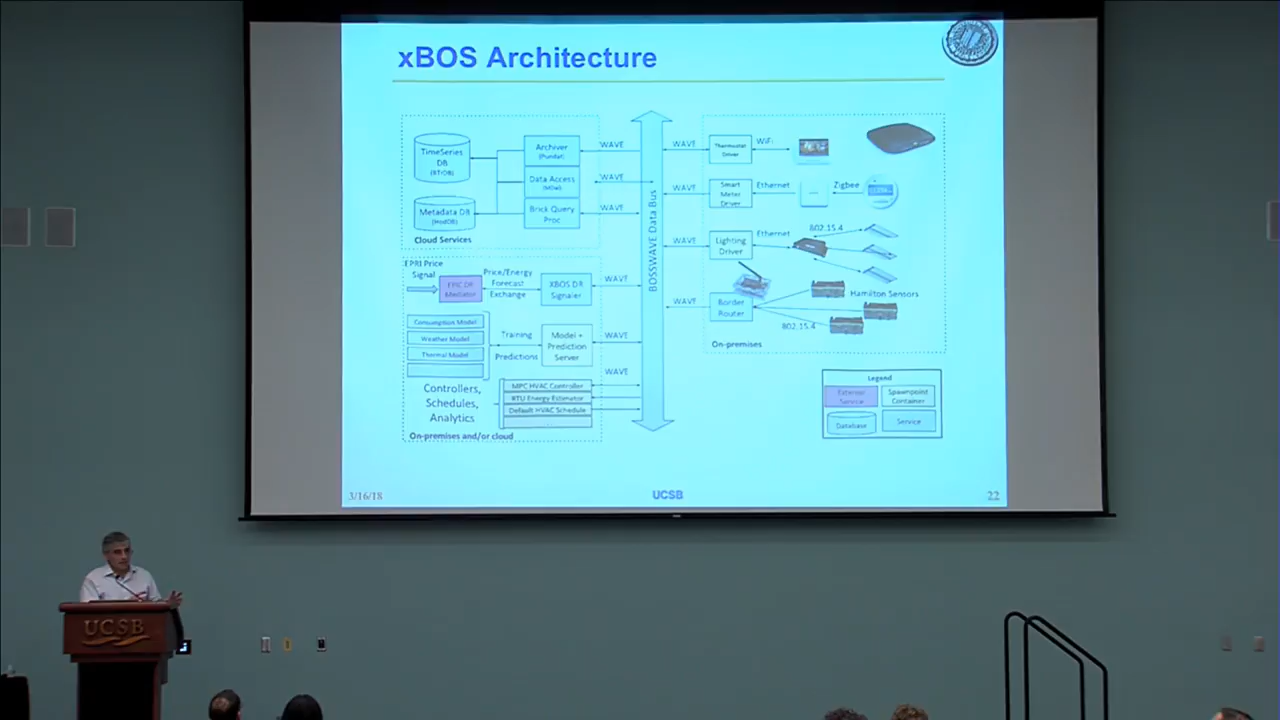 xBOS Architecture
TimeSeries
DB
(BTrDB)
Metadata DB
(HodDB)
Archiver
(Pundat)
Data Access
(MDAL)
Brick Query
Proc
WAVE
WAVE
WAVE
Cloud Services
EPRI Price
Signal
EPIC DR
Mediator
Price/Energy
Forecast
Exchange
XBOS DR
Signaler
WAVE
Consumption Model
Weather Model
Thermal Model
Training
Predictions
Model +
Prediction
Server
WAVE
WAVE
Controllers,
Schedules,
Analytics
MPC HVAC Controller
RTU Energy Estimator
Default HVAC Schedule
...
On-premises and/or cloud
BOSSWAVE Data Bus
WAVE
Thermostat
Driver
WiFi
WAVE
Smart
Meter
Driver
Ethernet
Zigbee
WAVE
Lighting
Driver
Ethernet
802.15.4
WAVE
Border
Router
802.15.4
Hamilton Sensors
On-premises
Legend
External
Service
Spawnpoint
Container
Database
Service
3/16/18
UCSB
22
UCSB